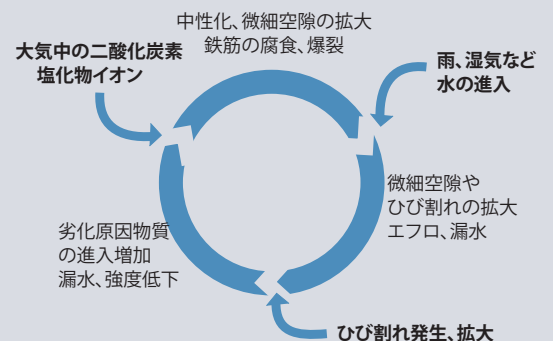 中性化、微細空隙の拡大
鉄筋の腐食、爆裂
大気中の二酸化炭素
塩化物イオン
雨、湿気など
水の進入
微細空隙や
ひび割れの拡大
エフロ、漏水
劣化原因物質
の進入増加
漏水、強度低下
ひび割れ発生、拡大